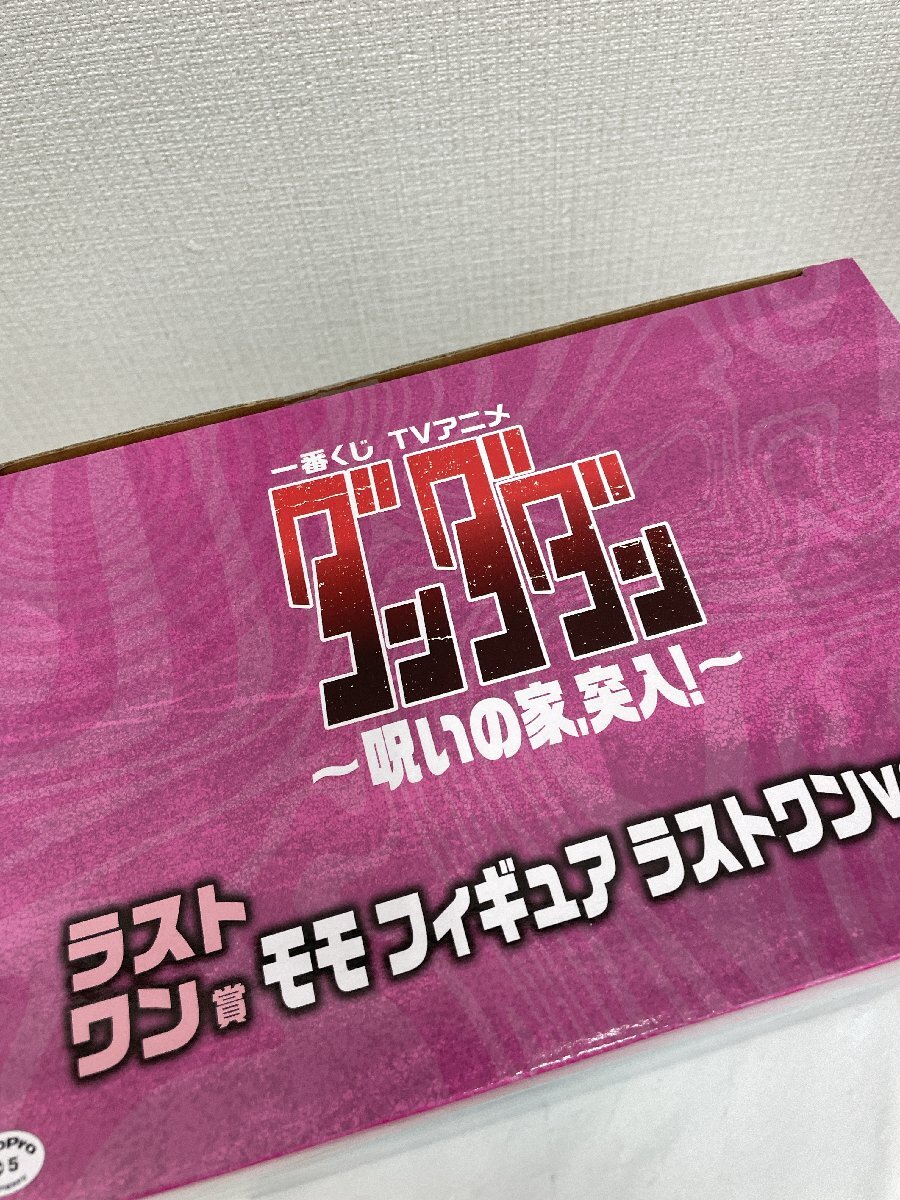 一番くじ TVアニメ
ダンダダン
～呪いの家、突入!～
ラスト
ワン賞
モモ フィギュア ラストワンv